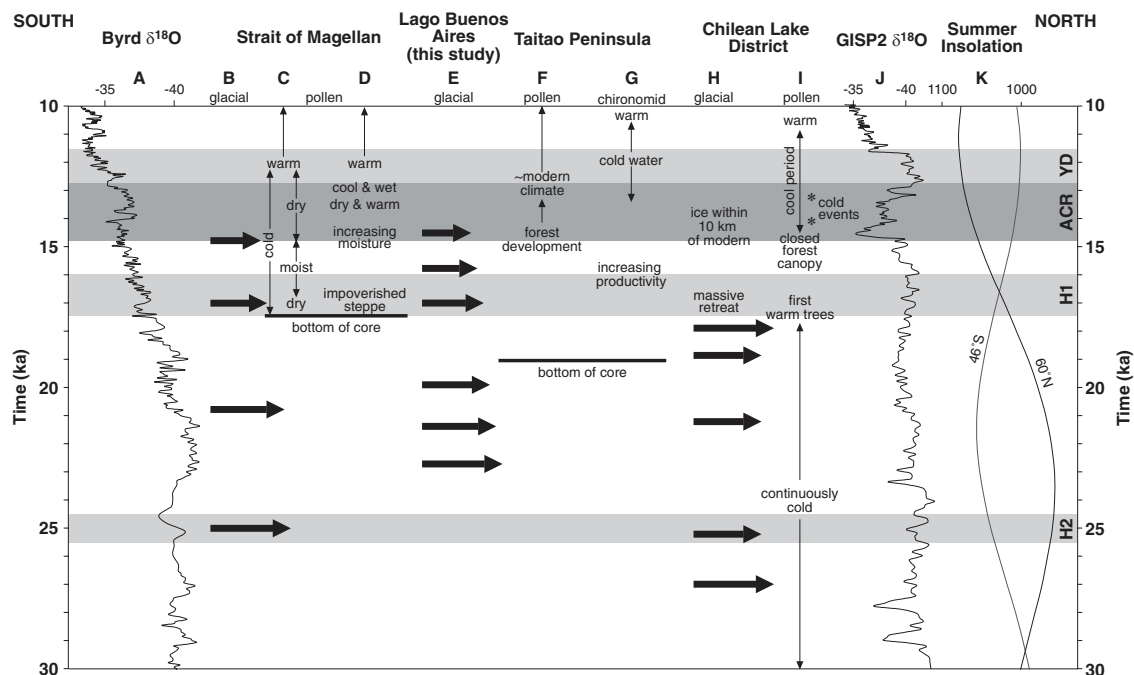 SOUTH
NORTH
Byrd δ18O
Strait of Magellan
Lago Buenos
Aires
(this study)
Taitao Peninsula
Chilean Lake
District
GISP2 δ18O
Summer
Insolation
A
B
C
D
E
F
G
H
I
J
K
-35
-40
glacial
pollen
glacial
pollen
chironomid
glacial
pollen
-35
-40
1100
1000
10
10
warm
warm
YD
warm
warm
cold water
cool period
~modern
climate
cool & wet
dry & warm
dry
ACR
* cold
* events
ice within
10 km
of modern
increasing
moisture
forest
development
closed
forest
canopy
15
15
cold
moist
increasing
productivity
H1
dry
impoverished
steppe
massive
retreat
first
warm trees
bottom of core
bottom of core
46°S
60°N
Time (ka)
Time (ka)
20
20
continuously
cold
25
25
H2
30
30